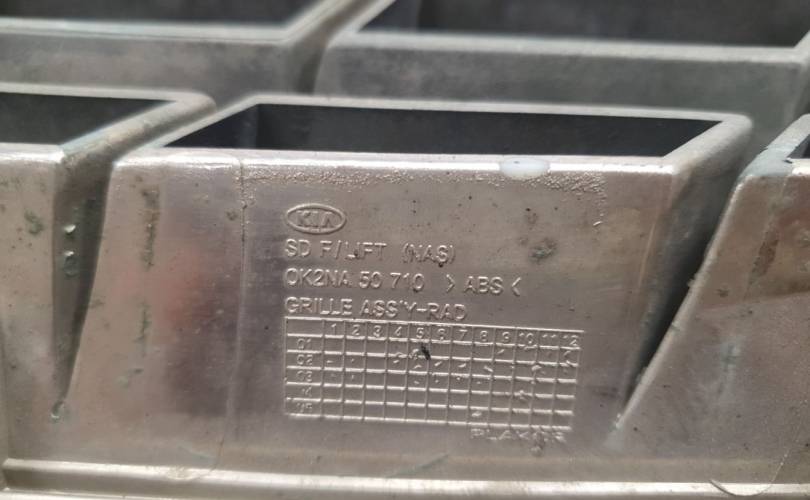 KIA
SD F/LIFT (NAS)
0K2NA 50 710 >ABS<
GRILLE ASS'Y-RAD
1 2 3 4 5 6 7 8 9 10 11 12
01
02
03
04
05